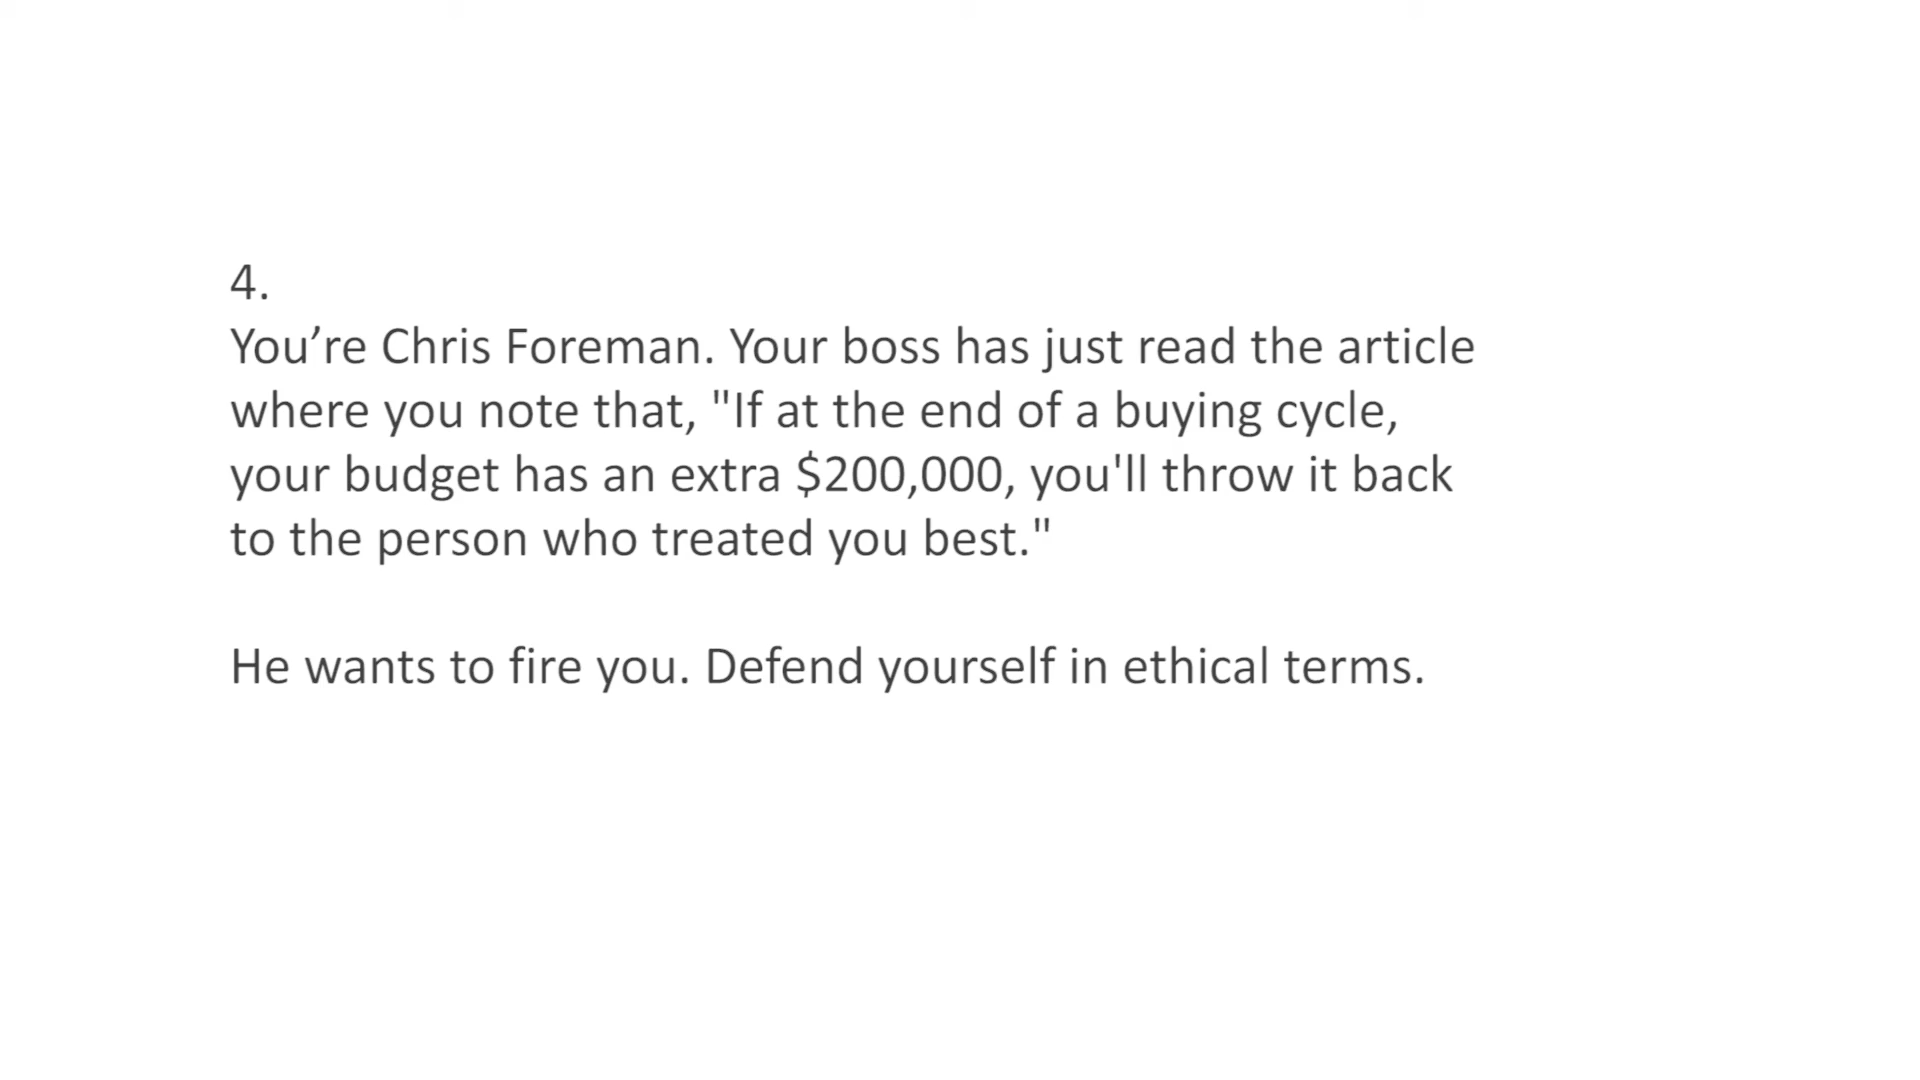 4.
You’re Chris Foreman. Your boss has just read the article
where you note that, "If at the end of a buying cycle,
your budget has an extra $200,000, you'll throw it back
to the person who treated you best."
He wants to fire you. Defend yourself in ethical terms.